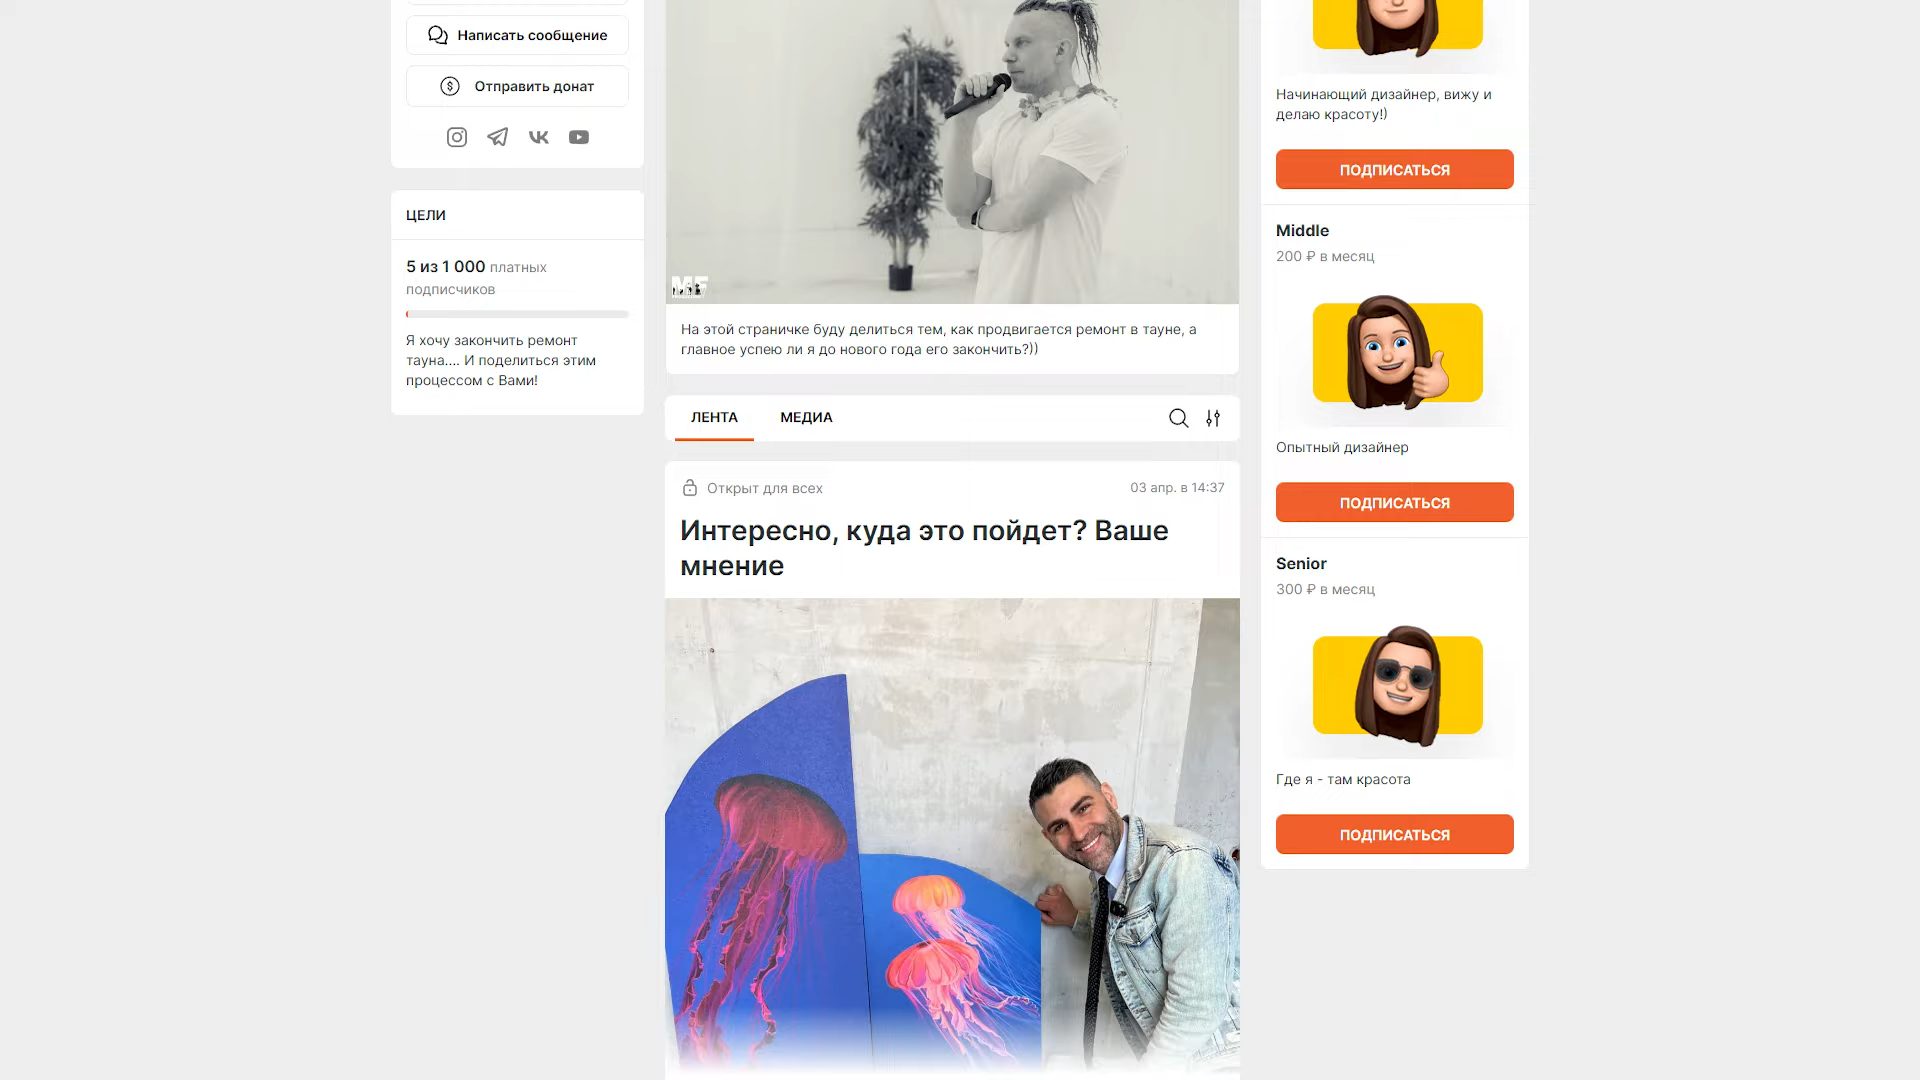 Написать сообщение
Отправить донат
ЦЕЛИ
5 из 1 000 платных
подписчиков
Я хочу закончить ремонт
тауна.... И поделиться этим
процессом с Вами!
MF
На этой страничке буду делиться тем, как продвигается ремонт в тауне, а
главное успею ли я до нового года его закончить?))
ЛЕНТА
МЕДИА
Открыт для всех
03 апр. в 14:37
Интересно, куда это пойдет? Ваше
мнение
Начинающий дизайнер, вижу и
делаю красоту!)
ПОДПИСАТЬСЯ
Middle
200 ₽ в месяц
Опытный дизайнер
ПОДПИСАТЬСЯ
Senior
300 ₽ в месяц
Где я - там красота
ПОДПИСАТЬСЯ